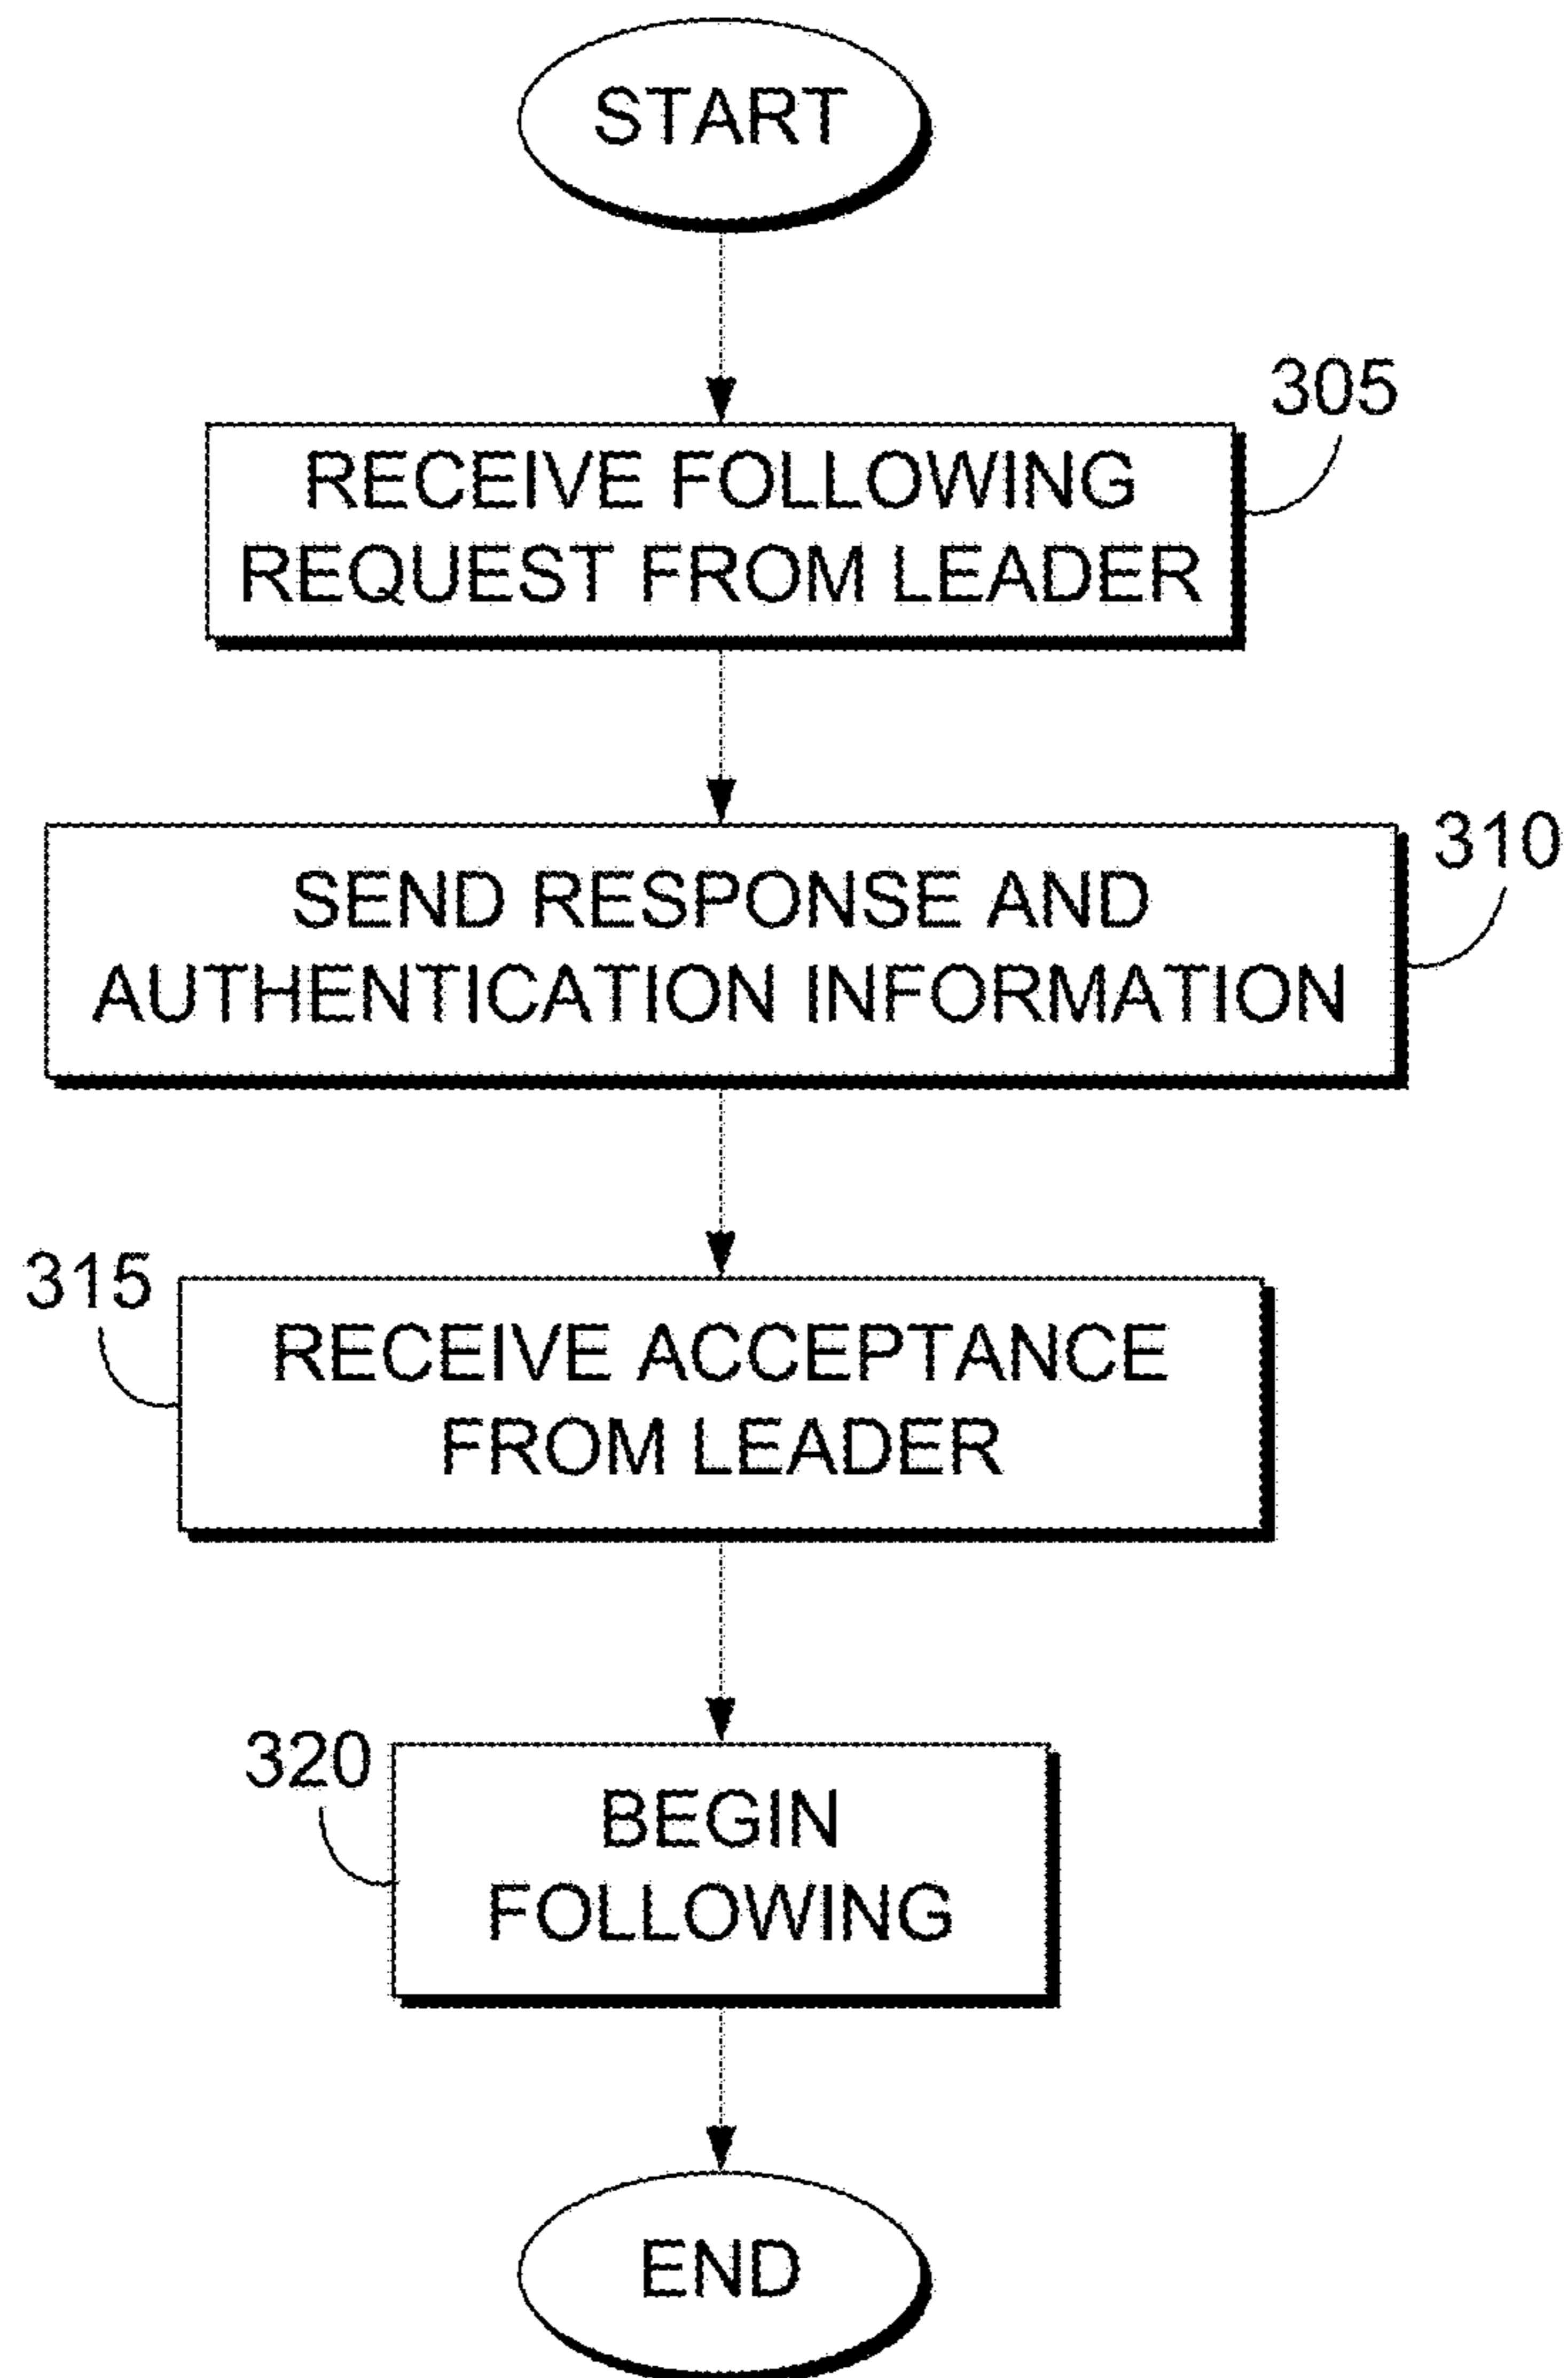 START
305
RECEIVE FOLLOWING
REQUEST FROM LEADER
310
SEND RESPONSE AND
AUTHENTICATION INFORMATION
315
RECEIVE ACCEPTANCE
FROM LEADER
320
BEGIN
FOLLOWING
END